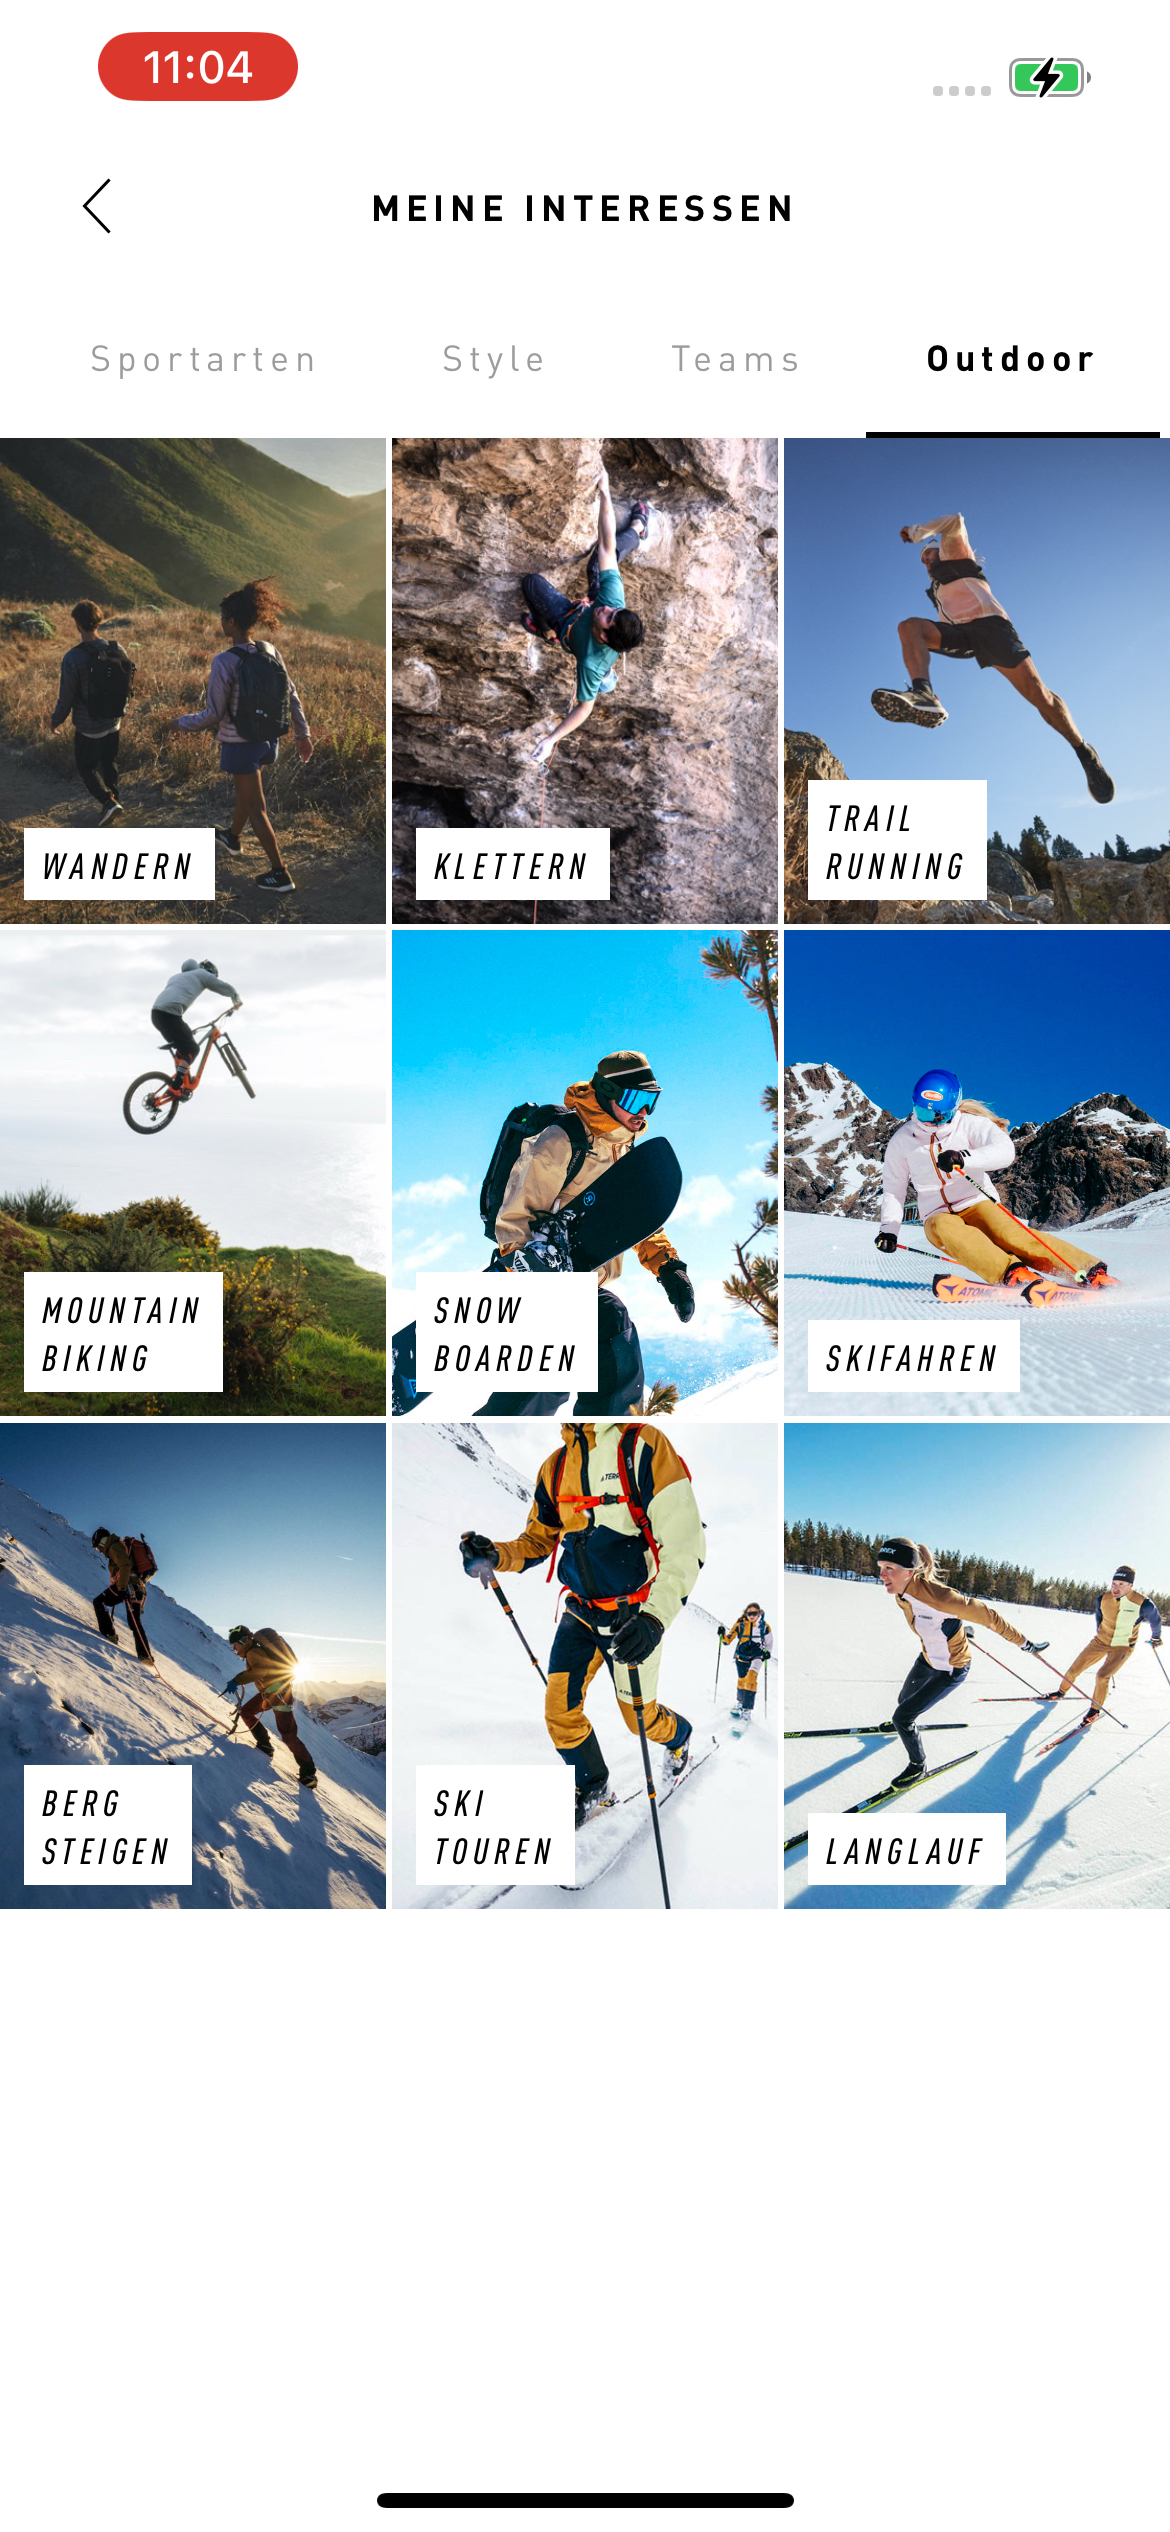 11:04
MEINE INTERESSEN
Sportarten Style Teams Outdoor
WANDERN
KLETTERN
TRAIL
RUNNING
MOUNTAIN
BIKING
SNOW
BOARDEN
SKIFAHREN
ATOMIC
BERG
STEIGEN
SKI
TOUREN
LANGLAUF